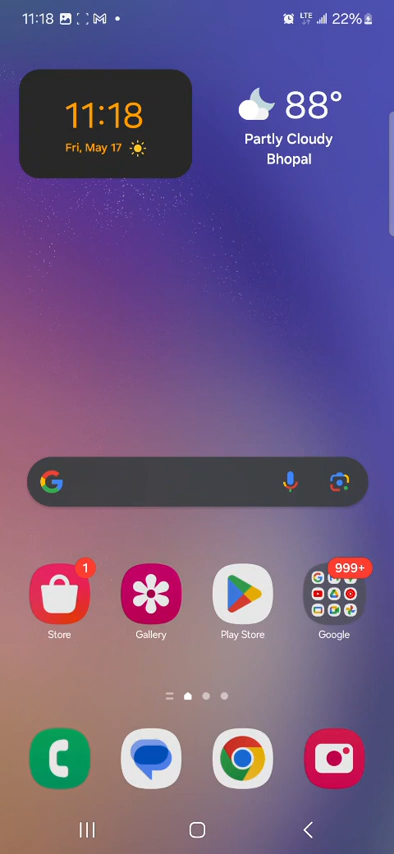 11:18
LTE
22%
11:18
Fri, May 17
88°
Partly Cloudy
Bhopal
1
999+
Store
Gallery
Play Store
Google